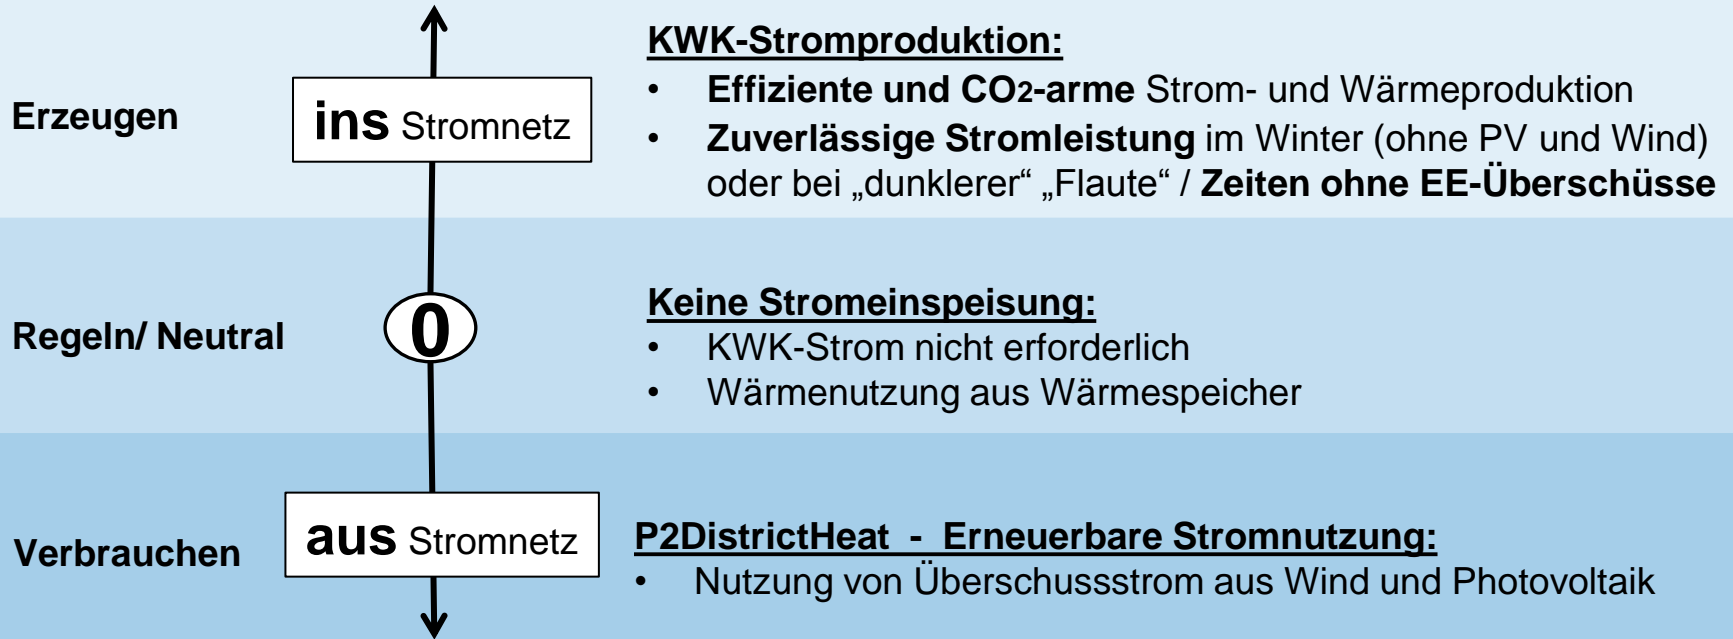 KWK-Stromproduktion:
Erzeugen
ins Stromnetz
• Effiziente und CO2-arme Strom- und Wärmeproduktion
• Zuverlässige Stromleistung im Winter (ohne PV und Wind)
oder bei „dunklerer“ „Flaute“ / Zeiten ohne EE-Überschüsse
Regeln/ Neutral
0
Keine Stromeinspeisung:
• KWK-Strom nicht erforderlich
• Wärmenutzung aus Wärmespeicher
Verbrauchen
aus Stromnetz
P2DistrictHeat - Erneuerbare Stromnutzung:
• Nutzung von Überschussstrom aus Wind und Photovoltaik